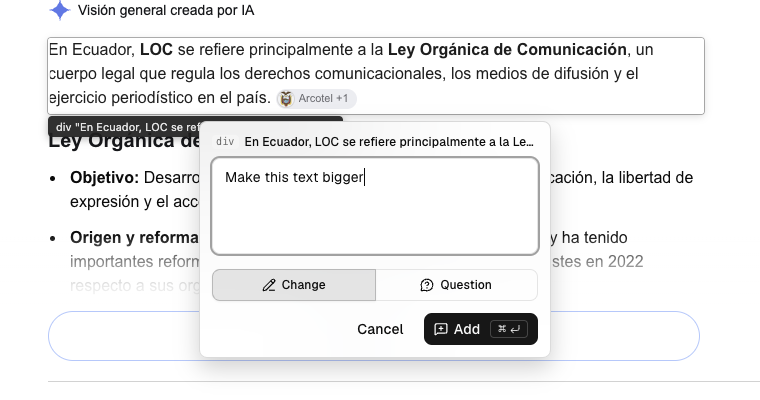 Visión general creada por IA
En Ecuador, LOC se refiere principalmente a la Ley Orgánica de Comunicación, un
cuerpo legal que regula los derechos comunicacionales, los medios de difusión y el
ejercicio periodístico en el país. Arcotel +1
div "En Ecuador, LOC se ref
Ley Orgánica de
div En Ecuador, LOC se refiere principalmente a la Le...
Make this text bigger
Objetivo: Desarro
cación, la libertad de
expresión y el acc
Origen y reforma
y ha tenido
importantes reform
stes en 2022
respecto a sus org
Change
Question
Cancel
Add ⌘ ↵